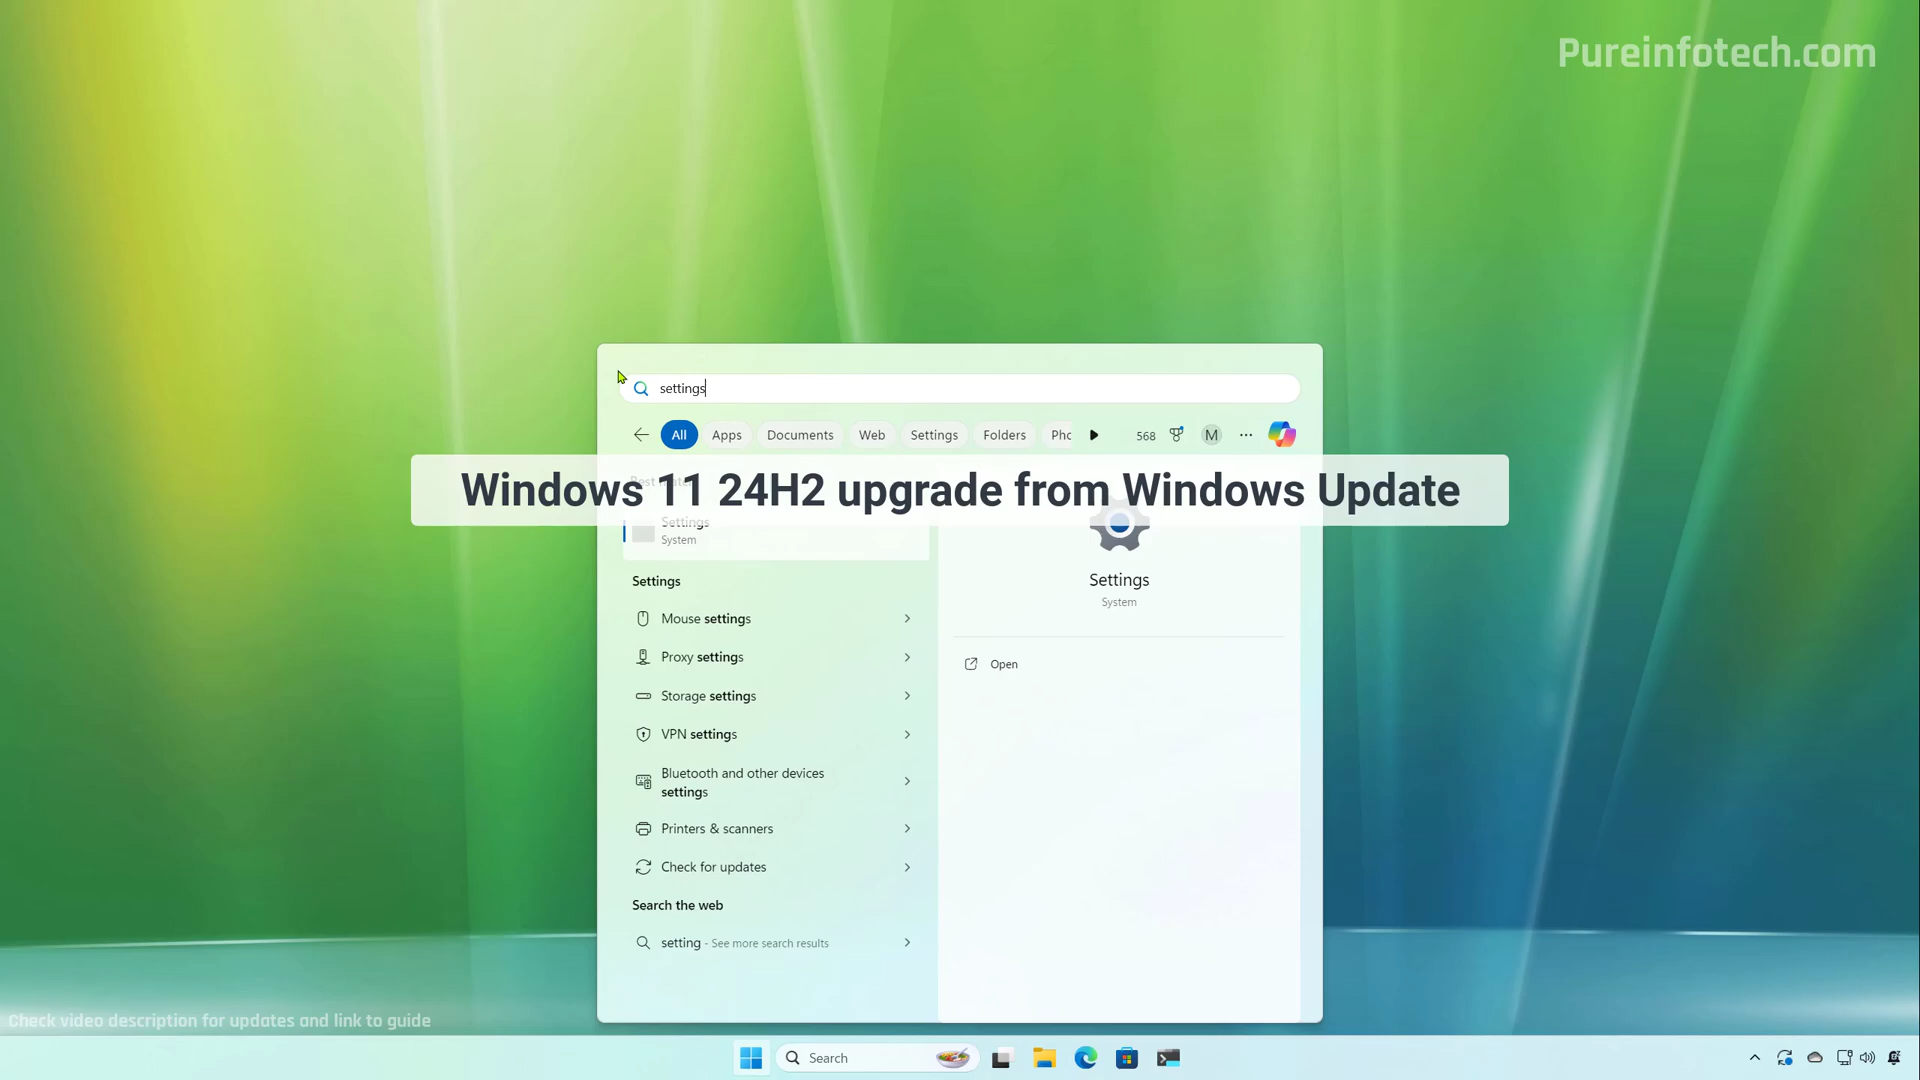 Pureinfotech.com
settings
All Apps Documents Web Settings Folders Pho 568 M
Windows 11 24H2 upgrade from Windows Update
Settings
System
Settings
Mouse settings
Proxy settings
Storage settings
VPN settings
Bluetooth and other devices
settings
Printers & scanners
Check for updates
Search the web
setting - See more search results
Settings
System
Open
Check video description for updates and link to guide
Search